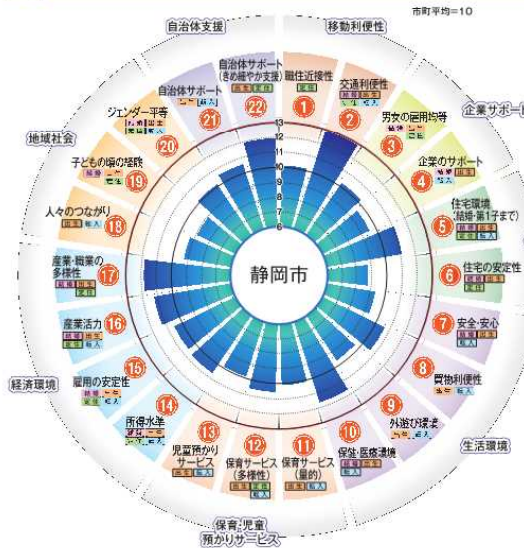 市町平均=10
自治体支援
移動利便性
企業サポート
地域社会
経済環境
生活環境
保育・児童
預かりサービス
静岡市
13
12
11
10
9
8
7
6
職住近接性
定住
1
交通利便性
2
男女の雇用均等
3
企業のサポート
4
住宅環境
(結婚・第1子まで)
5
住宅の安定性
6
安全・安心
7
買物利便性
8
外遊び環境
9
保健・医療環境
10
保育サービス
(量的)
11
保育サービス
(多様性)
12
児童預かり
サービス
13
所得水準
14
雇用の安定性
15
産業活力
16
産業・職業の
多様性
17
人々のつながり
18
子どもの頃の経験
19
ジェンダー平等
20
自治体サポート
21
自治体サポート
(きめ細やか支援)
22